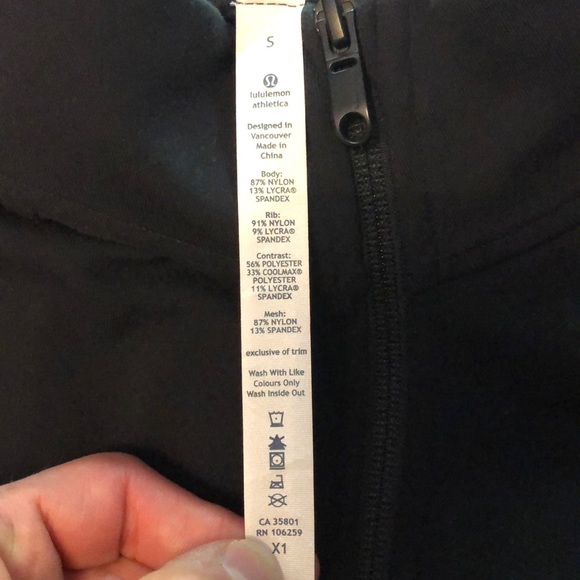 S
lululemon
athletica
Designed in
Vancouver
Made in
China
Body:
87% NYLON
13% LYCRA®
SPANDEX
Rib:
91% NYLON
9% LYCRA®
SPANDEX
Contrast:
56% POLYESTER
33% COOLMAX®
POLYESTER
11% LYCRA®
SPANDEX
Mesh:
87% NYLON
13% SPANDEX
exclusive of trim
Wash With Like
Colours Only
Wash Inside Out
CA 35801
RN 106259
X1